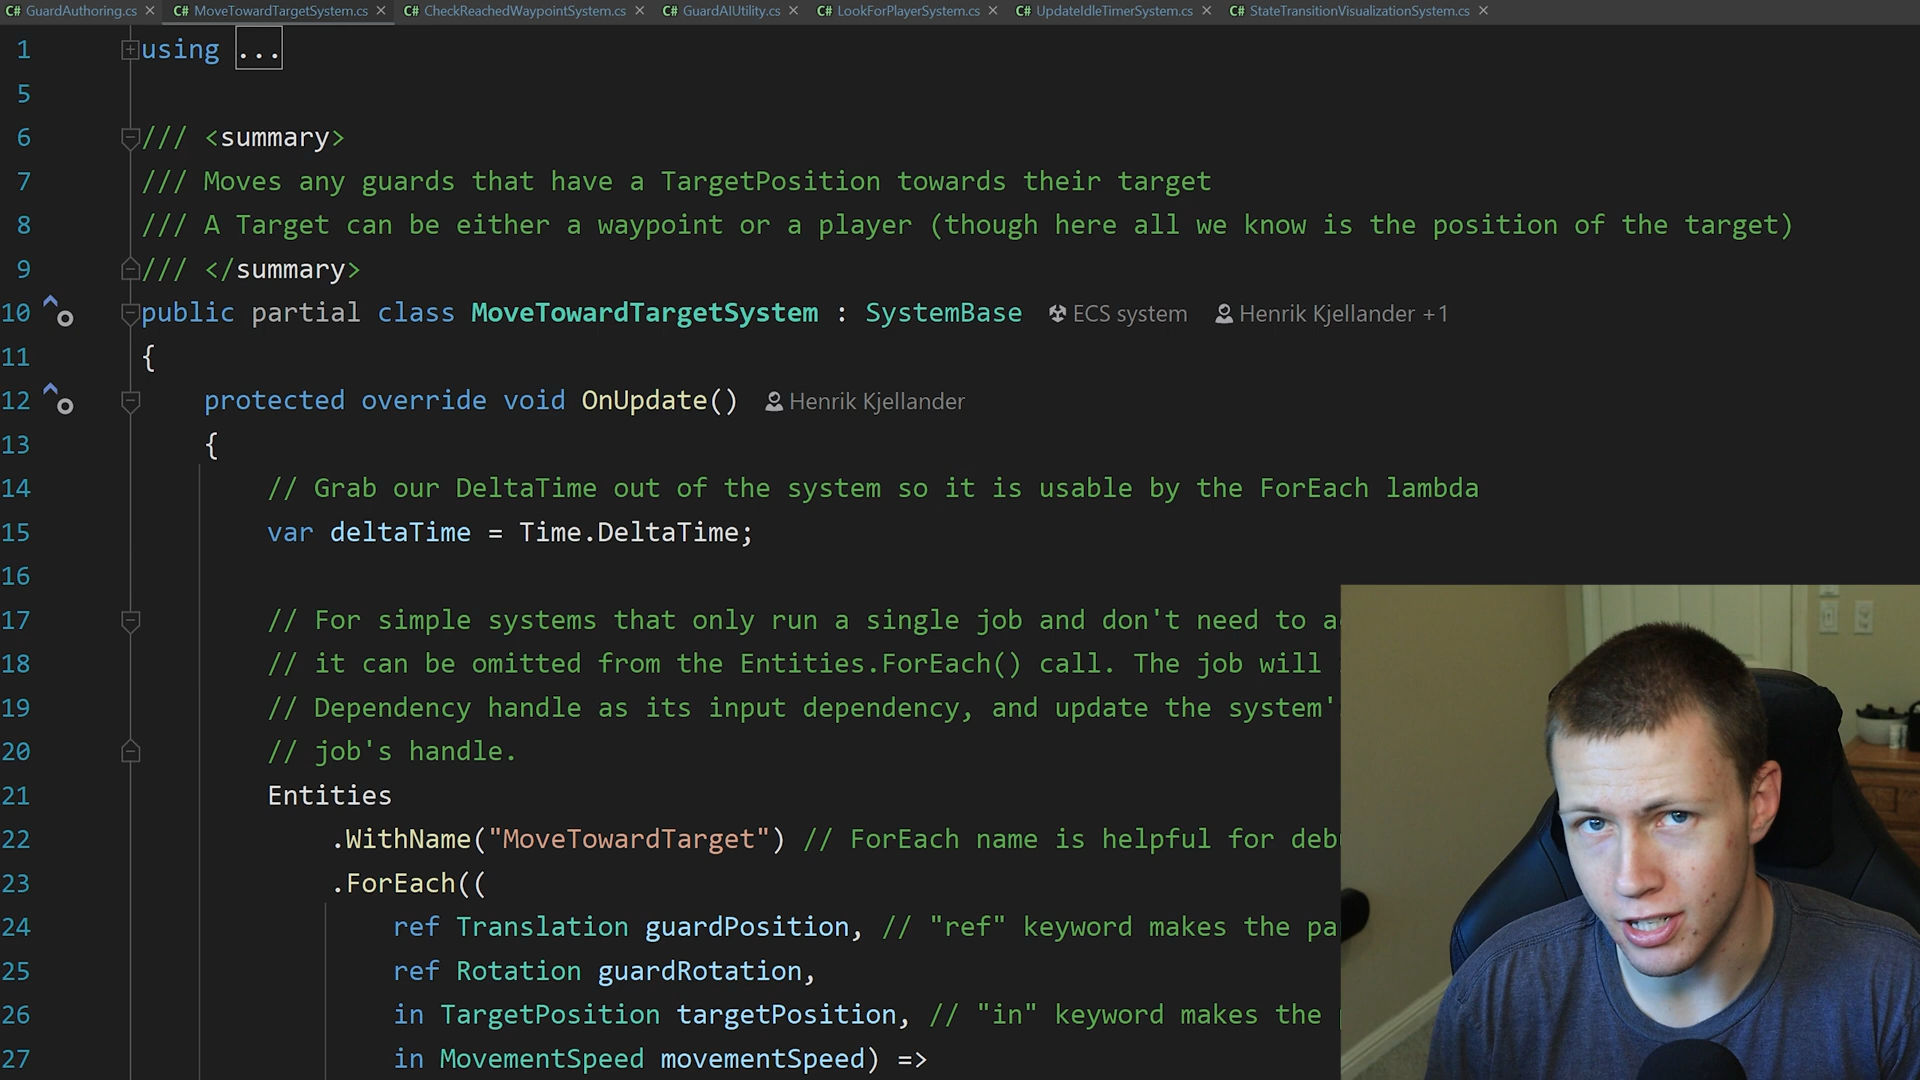 C# GuardAuthoring.cs × C# MoveTowardTargetSystem.cs × C# CheckReachedWaypointSystem.cs × C# GuardAIUtility.cs × C# LookForPlayerSystem.cs × C# UpdateIdleTimerSystem.cs × C# StateTransitionVisualizationSystem.cs ×
1 using ...
5
6 /// <summary>
7 /// Moves any guards that have a TargetPosition towards their target
8 /// A Target can be either a waypoint or a player (though here all we know is the position of the target)
9 /// </summary>
10 public partial class MoveTowardTargetSystem : SystemBase ECS system Henrik Kjellander +1
11 {
12 protected override void OnUpdate() Henrik Kjellander
13 {
14 // Grab our DeltaTime out of the system so it is usable by the ForEach lambda
15 var deltaTime = Time.DeltaTime;
16
17 // For simple systems that only run a single job and don't need to
18 // it can be omitted from the Entities.ForEach() call. The job will
19 // Dependency handle as its input dependency, and update the system'
20 // job's handle.
21 Entities
22 .WithName("MoveTowardTarget") // ForEach name is helpful for
23 .ForEach((
24 ref Translation guardPosition, // "ref" keyword makes the
25 ref Rotation guardRotation,
26 in TargetPosition targetPosition, // "in" keyword makes the
27 in MovementSpeed movementSpeed) =>